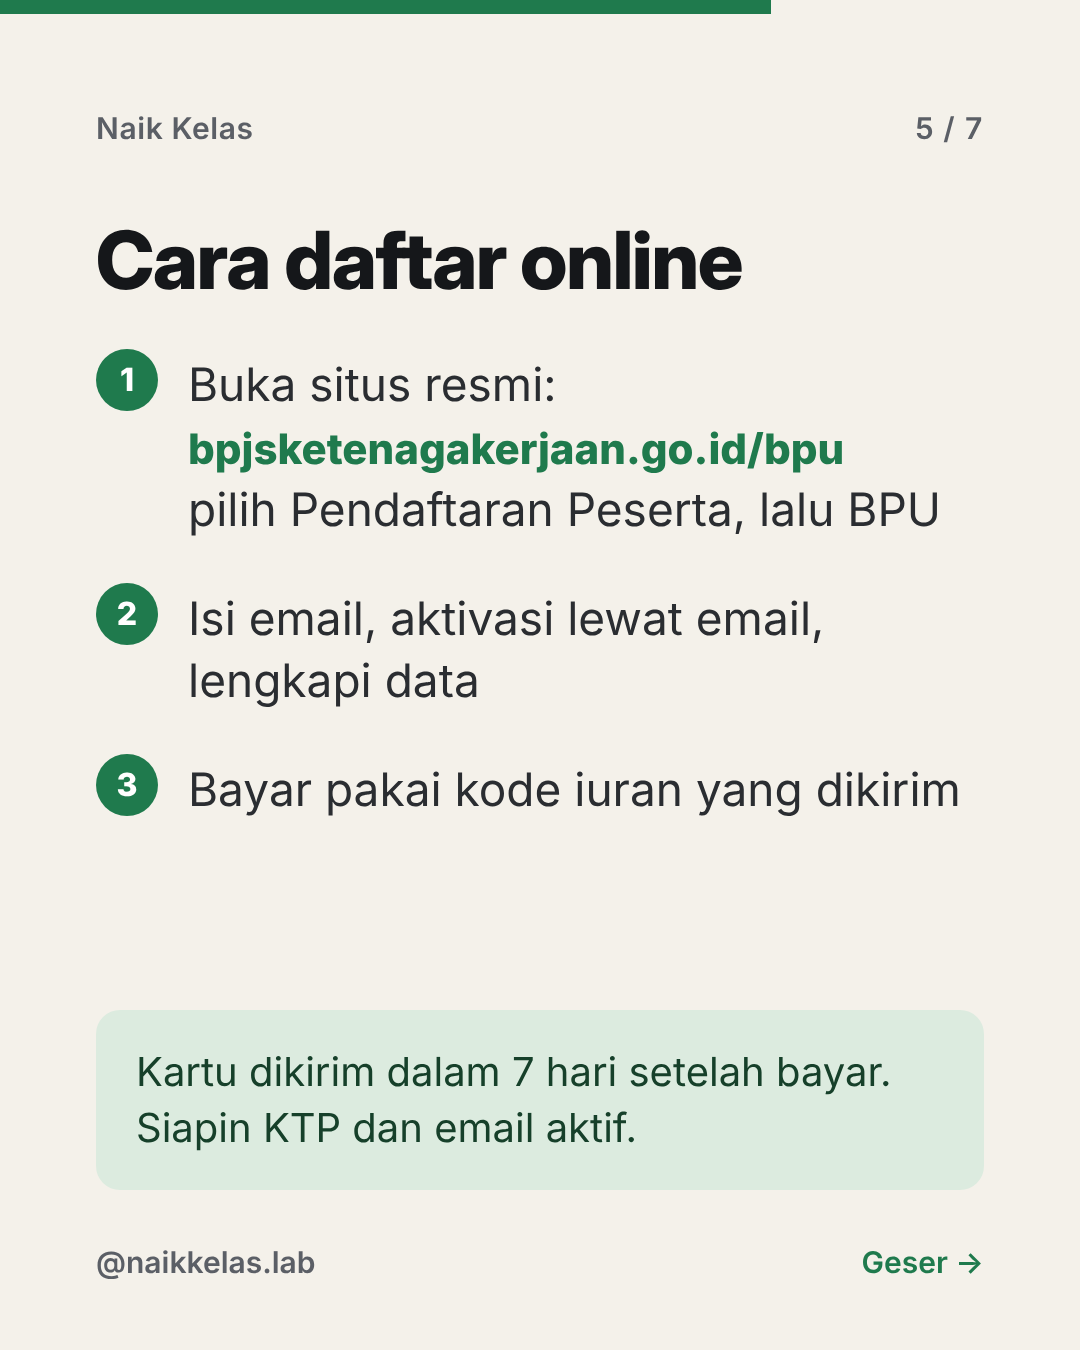 Naik Kelas
5 / 7
Cara daftar online
1
Buka situs resmi:
bpjsketenagakerjaan.go.id/bpu
pilih Pendaftaran Peserta, lalu BPU
2
Isi email, aktivasi lewat email,
lengkapi data
3
Bayar pakai kode iuran yang dikirim
Kartu dikirim dalam 7 hari setelah bayar.
Siapin KTP dan email aktif.
@naikkelas.lab
Geser →